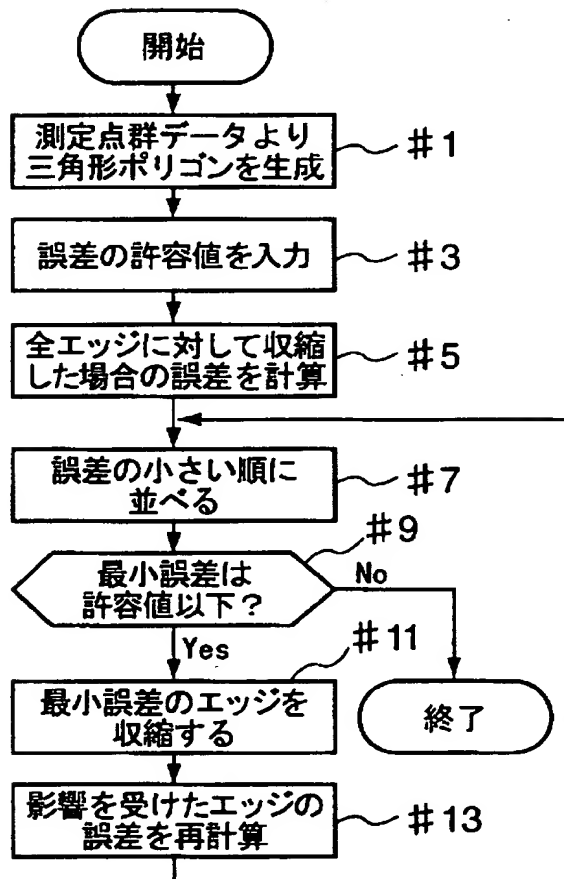 開始
測定点群データより
三角形ポリゴンを生成
#1
誤差の許容値を入力
#3
全エッジに対して収縮
した場合の誤差を計算
#5
誤差の小さい順に
並べる
#7
#9
最小誤差は
許容値以下？
No
Yes
#11
最小誤差のエッジを
収縮する
終了
影響を受けたエッジの
誤差を再計算
#13